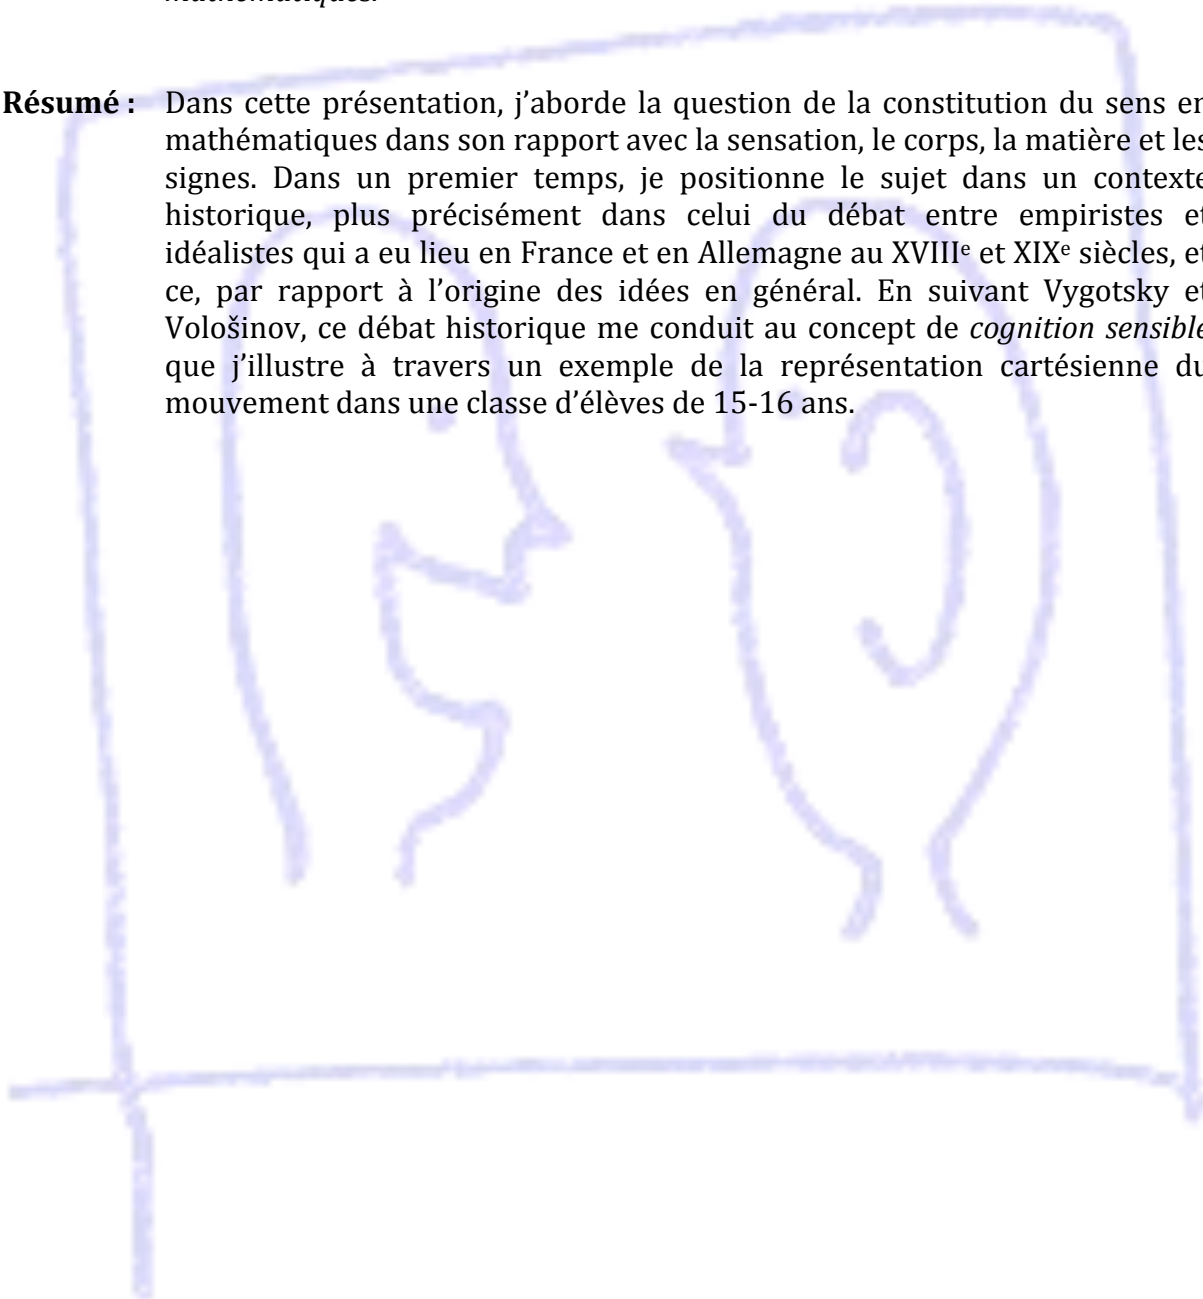 mathématiques.
Résumé : Dans cette présentation, j’aborde la question de la constitution du sens en
mathématiques dans son rapport avec la sensation, le corps, la matière et les
signes. Dans un premier temps, je positionne le sujet dans un contexte
historique, plus précisément dans celui du débat entre empiristes et
idéalistes qui a eu lieu en France et en Allemagne au XVIIIᵉ et XIXᵉ siècles, et
ce, par rapport à l’origine des idées en général. En suivant Vygotsky et
Vološinov, ce débat historique me conduit au concept de cognition sensible
que j’illustre à travers un exemple de la représentation cartésienne du
mouvement dans une classe d’élèves de 15-16 ans.